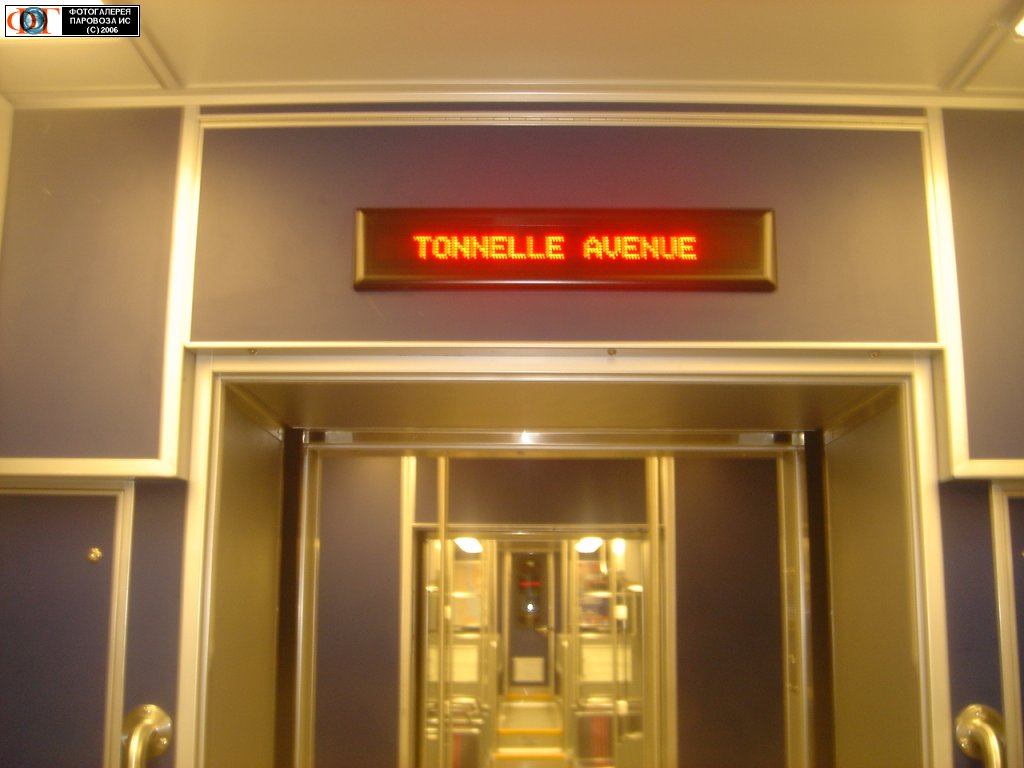 ФОТОГАЛЕРЕЯ
ПАРОВОЗА ИС
(С) 2006
TONNELLE AVENUE